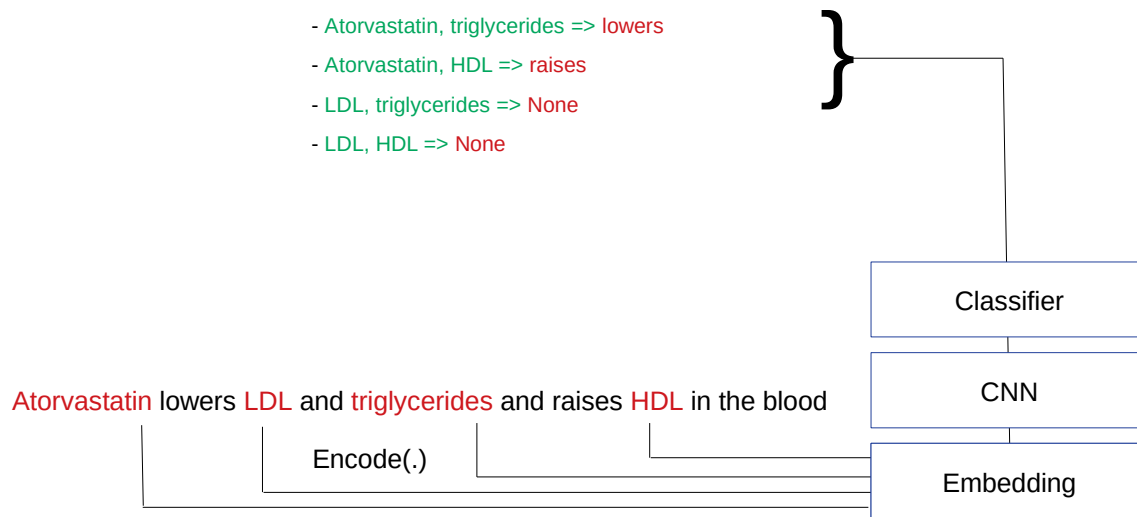 - Atorvastatin, triglycerides => lowers
- Atorvastatin, HDL => raises
- LDL, triglycerides => None
- LDL, HDL => None
}
Classifier
CNN
Atorvastatin lowers LDL and triglycerides and raises HDL in the blood
Encode(.)
Embedding